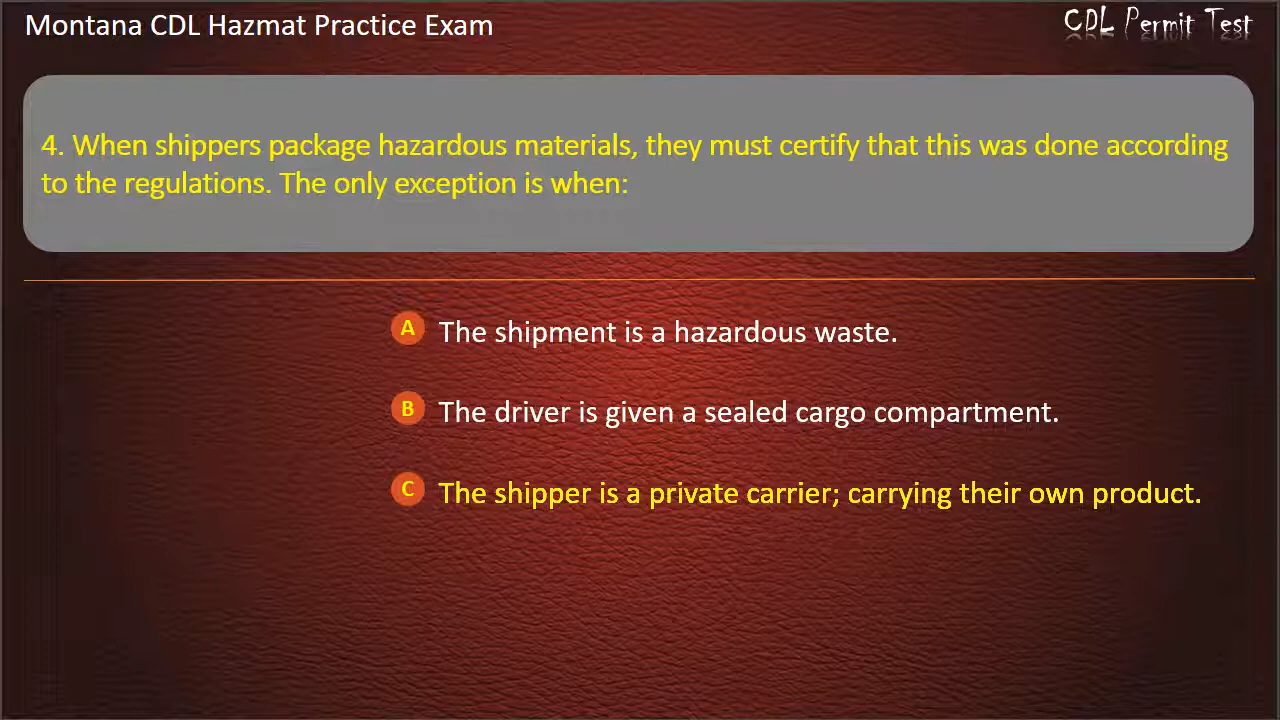 Montana CDL Hazmat Practice Exam
CDL Permit Test
4. When shippers package hazardous materials, they must certify that this was done according
to the regulations. The only exception is when:
A The shipment is a hazardous waste.
B The driver is given a sealed cargo compartment.
C The shipper is a private carrier; carrying their own product.